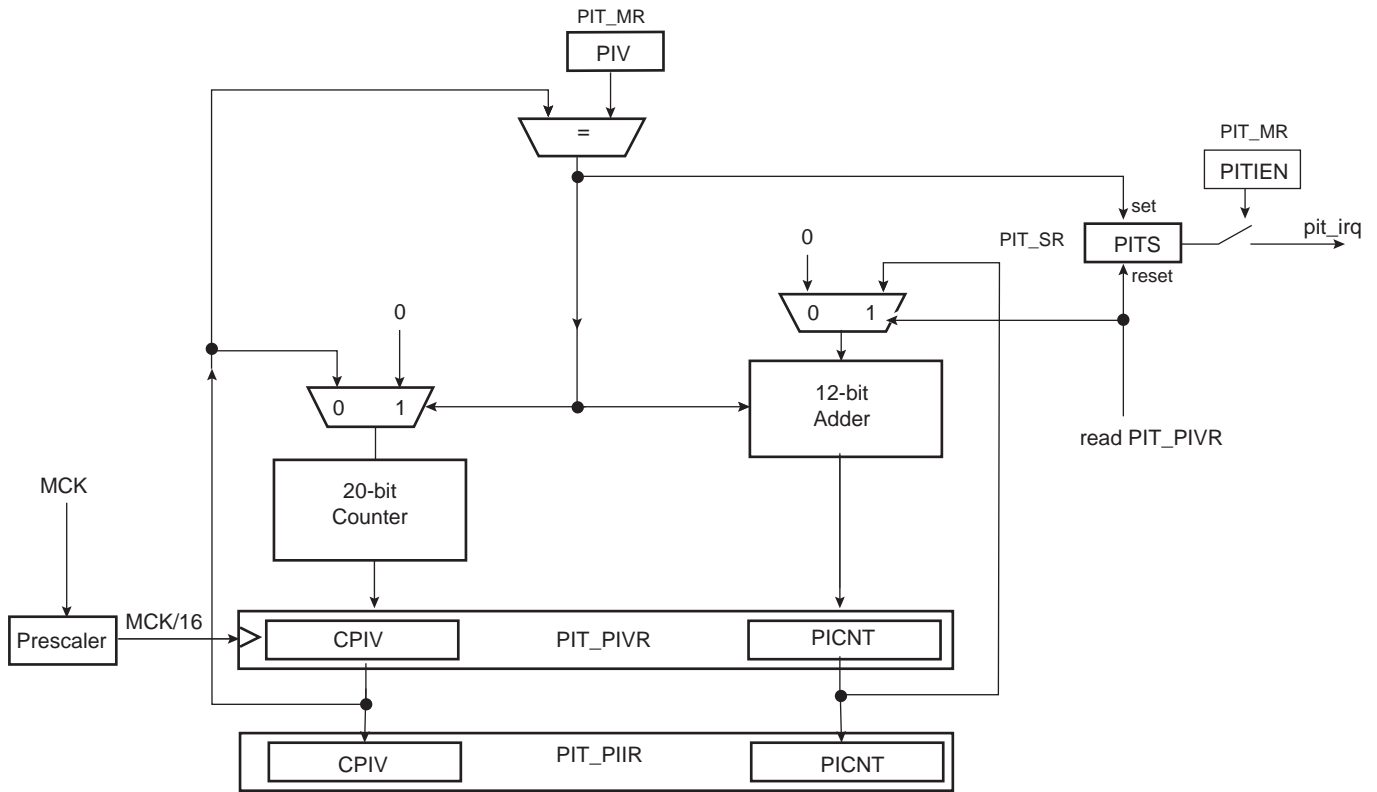 PIT_MR
PIV
=
PIT_MR
PITIEN
set
PIT_SR
PITS
pit_irq
reset
0
0 1
0
0 1
12-bit
Adder
read PIT_PIVR
20-bit
Counter
MCK
Prescaler
MCK/16
CPIV
PIT_PIVR
PICNT
CPIV
PIT_PIIR
PICNT